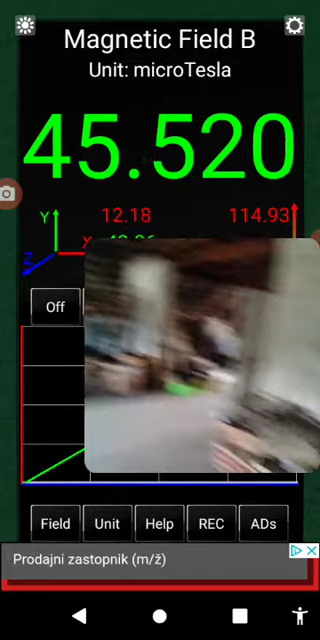 Magnetic Field B
Unit: microTesla
45.520
Y
12.18
114.93
X
Z
Off
Field
Unit
Help
REC
ADs
Prodajni zastopnik (m/ž)